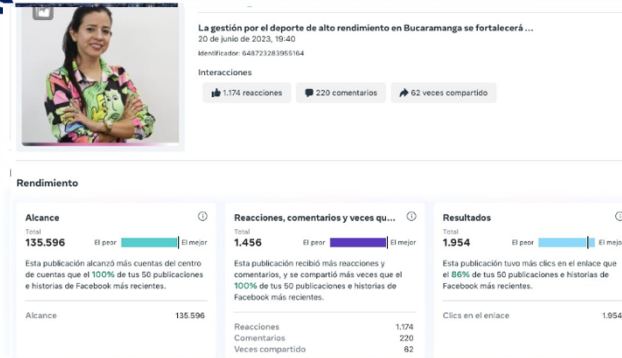 La gestión por el deporte de alto rendimiento en Bucaramanga se fortalecerá ...
20 de junio de 2023, 19:40
Identificador: 648723283955164
Interacciones
1.174 reacciones 220 comentarios 62 veces compartido
Rendimiento
Alcance
Total
135.596 El peor El mejor
Esta publicación alcanzó más cuentas del centro
de cuentas que el 100% de tus 50 publicaciones
e historias de Facebook más recientes.
Alcance 135.596
Reacciones, comentarios y veces qu...
Total
1.456 El peor El mejor
Esta publicación recibió más reacciones y
comentarios, y se compartió más veces que el
100% de tus 50 publicaciones e historias de
Facebook más recientes.
Reacciones 1.174
Comentarios 220
Veces compartido 62
Resultados
Total
1.954 El peor El mejo
Esta publicación tuvo más clics en el enlace que
el 86% de tus 50 publicaciones e historias de
Facebook más recientes.
Clics en el enlace 1.954